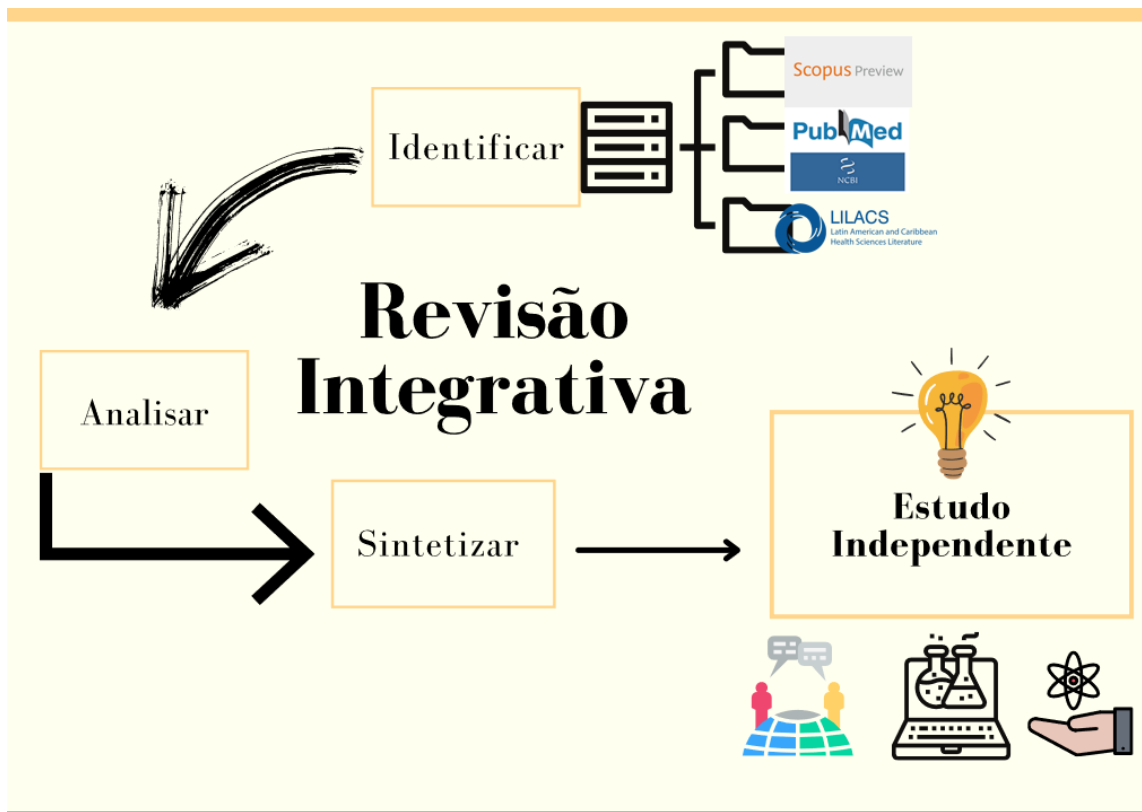 Scopus Preview
Identificar
PubMed
NCBI
LILACS
Latin American and Caribbean
Health Sciences Literature
Revisão
Integrativa
Analisar
Sintetizar
Estudo
Independente